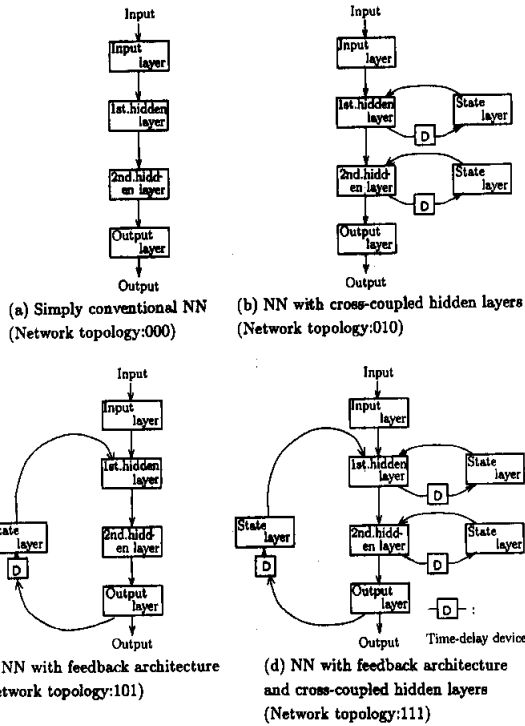 Input
Input
layer
1st.hidden
layer
2nd.hidd-
en layer
Output
layer
Output
(a) Simply conventional NN
(Network topology:000)
Input
Input
layer
1st.hidden
layer
State
layer
D
2nd.hidd-
en layer
State
layer
D
Output
layer
Output
(b) NN with cross-coupled hidden layers
(Network topology:010)
Input
Input
layer
1st.hidden
layer
tate
layer
D
2nd.hidd-
en layer
Output
layer
Output
NN with feedback architecture
etwork topology:101)
Input
Input
layer
1st.hidden
layer
State
layer
D
State
layer
D
2nd.hidd-
en layer
State
layer
D
Output
layer
Output
D :
Time-delay device
(d) NN with feedback architecture
and cross-coupled hidden layers
(Network topology:111)